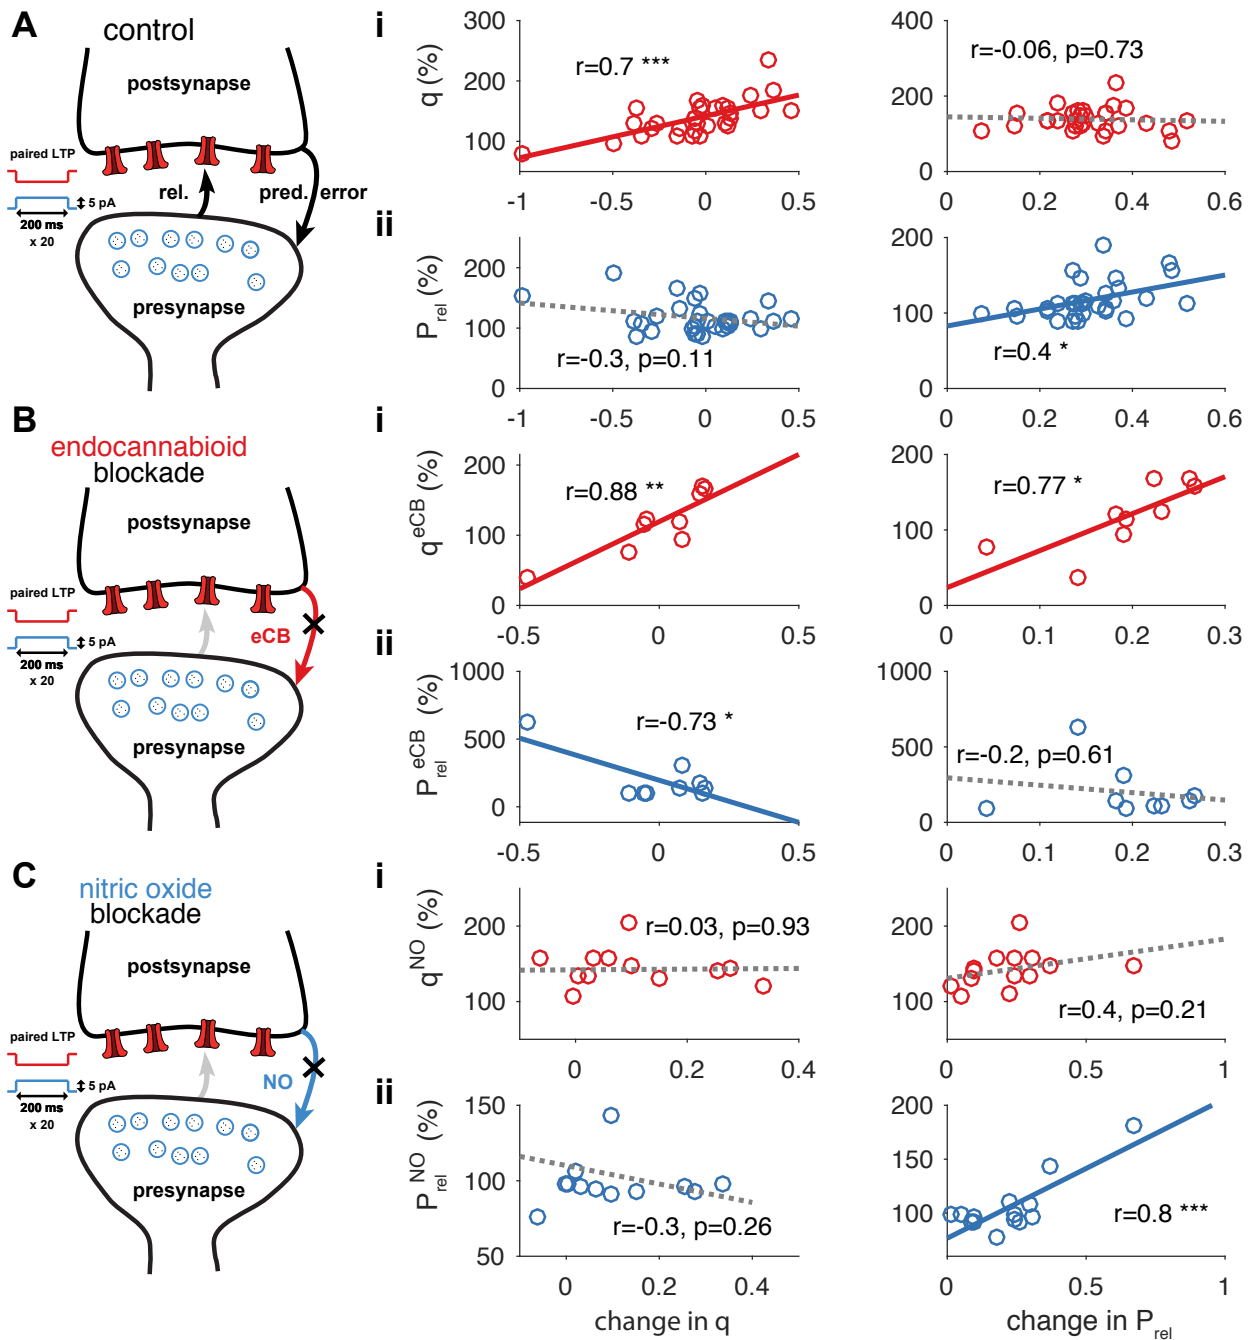 A
control
postsynapse
paired LTP
5 pA
200 ms
x 20
rel.
pred. error
presynapse
i
q (%)
300
200
100
r=0.7 ***
-1
-0.5
0
0.5
400
200
0
r=-0.06, p=0.73
0
0.2
0.4
0.6
ii
P_rel (%)
200
100
0
r=-0.3, p=0.11
-1
-0.5
0
0.5
200
100
0
r=0.4 *
0
0.2
0.4
0.6
B
endocannabioid
blockade
postsynapse
paired LTP
5 pA
200 ms
x 20
eCB
presynapse
i
q^eCB (%)
200
100
0
r=0.88 **
-0.5
0
0.5
200
100
0
r=0.77 *
0
0.1
0.2
0.3
ii
P_rel^eCB (%)
1000
500
0
r=-0.73 *
-0.5
0
0.5
1000
500
0
r=-0.2, p=0.61
0
0.1
0.2
0.3
C
nitric oxide
blockade
postsynapse
paired LTP
5 pA
200 ms
x 20
NO
presynapse
i
q^NO (%)
200
100
r=0.03, p=0.93
0
0.2
0.4
200
100
r=0.4, p=0.21
0
0.5
1
ii
P_rel^NO (%)
150
100
50
r=-0.3, p=0.26
0
0.2
0.4
change in q
200
150
100
r=0.8 ***
0
0.5
1
change in P_rel